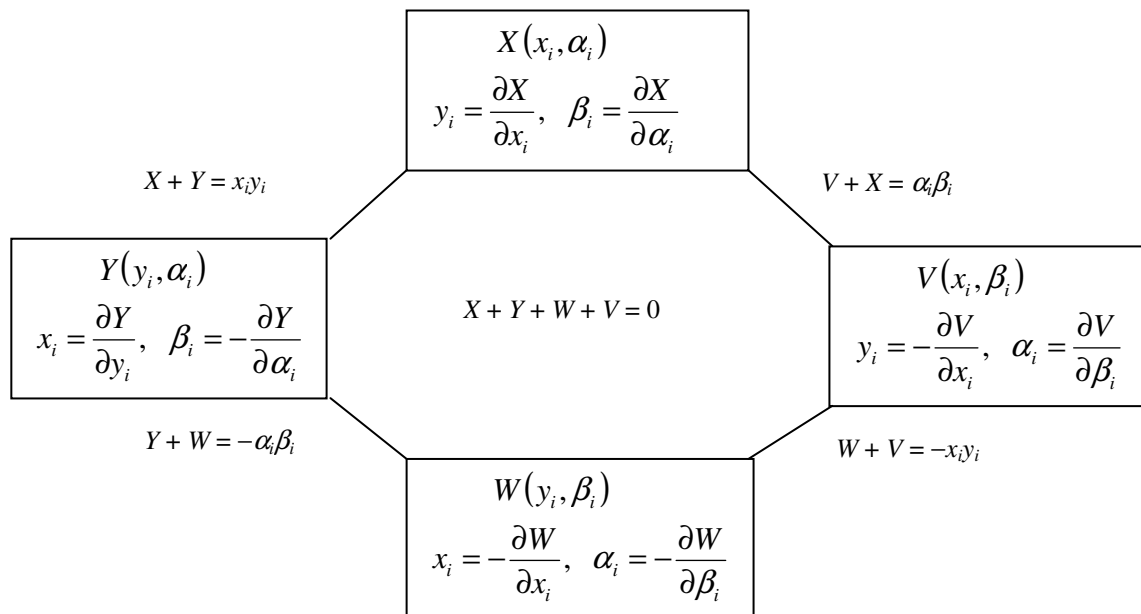 X(x_i, α_i)
y_i = ∂X/∂x_i, β_i = ∂X/∂α_i
X + Y = x_i y_i
V + X = α_i β_i
Y(y_i, α_i)
x_i = ∂Y/∂y_i, β_i = −∂Y/∂α_i
X + Y + W + V = 0
V(x_i, β_i)
y_i = −∂V/∂x_i, α_i = ∂V/∂β_i
Y + W = −α_i β_i
W + V = −x_i y_i
W(y_i, β_i)
x_i = −∂W/∂x_i, α_i = −∂W/∂β_i